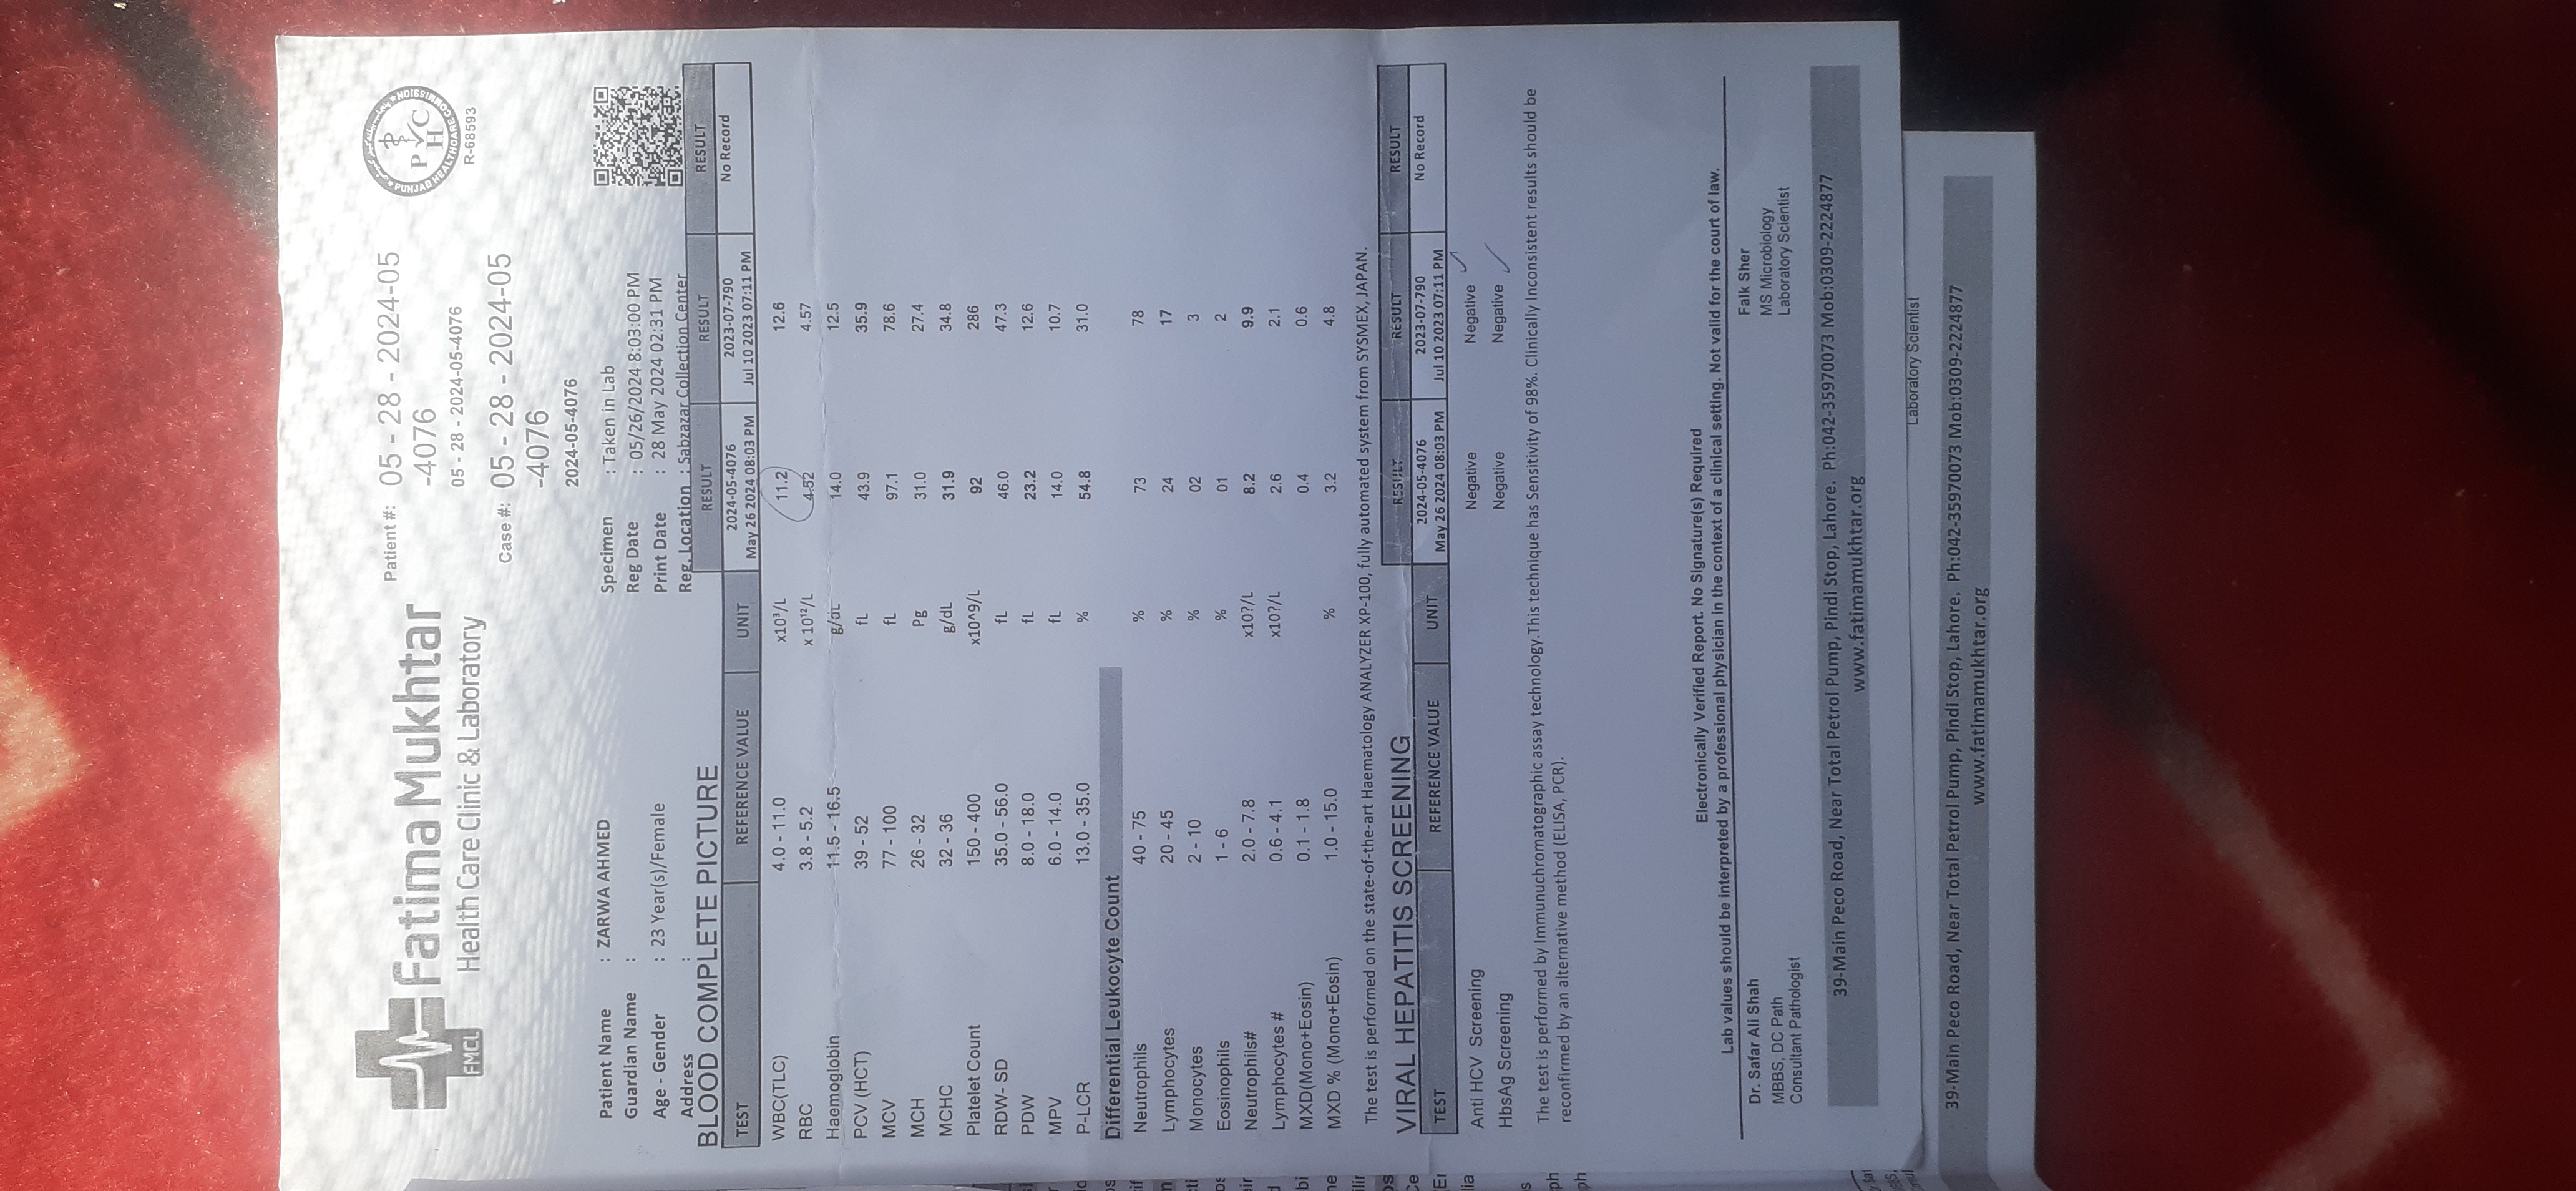 Fatima Mukhtar
Health Care Clinic & Laboratory
FMCL
Patient #: 05 - 28 - 2024-05
-4076
05 - 28 - 2024-05-4076
Case #: 05 - 28 - 2024-05
-4076
2024-05-4076
PUNJAB HEALTHCARE COMMISSION
P H C
R-68593
Patient Name : ZARWA AHMED
Guardian Name :
Age - Gender : 23 Year(s)/Female
Address :
Specimen : Taken in Lab
Reg Date : 05/26/2024 8:03:00 PM
Print Date : 28 May 2024 02:31 PM
Reg. Location : Sabzazar Collection Center
BLOOD COMPLETE PICTURE RESULT RESULT RESULT
TEST REFERENCE VALUE UNIT 2024-05-4076 May 26 2024 08:03 PM 2023-07-790 Jul 10 2023 07:11 PM No Record
WBC(TLC) 4.0 - 11.0 x10³/L 11.2 12.6
RBC 3.8 - 5.2 x 10¹²/L 4.52 4.57
Haemoglobin 11.5 - 16.5 g/dL 14.0 12.5
PCV (HCT) 39 - 52 fL 43.9 35.9
MCV 77 - 100 fL 97.1 78.6
MCH 26 - 32 Pg 31.0 27.4
MCHC 32 - 36 g/dL 31.9 34.8
Platelet Count 150 - 400 x10^9/L 92 286
RDW- SD 35.0 - 56.0 fL 46.0 47.3
PDW 8.0 - 18.0 fL 23.2 12.6
MPV 6.0 - 14.0 fL 14.0 10.7
P-LCR 13.0 - 35.0 % 54.8 31.0
Differential Leukocyte Count
Neutrophils 40 - 75 % 73 78
Lymphocytes 20 - 45 % 24 17
Monocytes 2 - 10 % 02 3
Eosinophils 1 - 6 % 01 2
Neutrophils# 2.0 - 7.8 x10?/L 8.2 9.9
Lymphocytes # 0.6 - 4.1 x10?/L 2.6 2.1
MXD(Mono+Eosin) 0.1 - 1.8 0.4 0.6
MXD % (Mono+Eosin) 1.0 - 15.0 % 3.2 4.8
The test is performed on the state-of-the-art Haematology ANALYZER XP-100, fully automated system from SYSMEX, JAPAN.
VIRAL HEPATITIS SCREENING RESULT RESULT RESULT
TEST REFERENCE VALUE UNIT 2024-05-4076 May 26 2024 08:03 PM 2023-07-790 Jul 10 2023 07:11 PM No Record
Anti HCV Screening Negative Negative
HbsAg Screening Negative Negative
The test is performed by Immunuchromatographic assay technology.This technique has Sensitivity of 98%. Clinically Inconsistent results should be
reconfirmed by an alternative method (ELISA, PCR).
Electronically Verified Report. No Signature(s) Required
Lab values should be interpreted by a professional physician in the context of a clinical setting. Not valid for the court of law.
Dr. Safar Ali Shah
MBBS, DC Path
Consultant Pathologist
Falk Sher
MS Microbiology
Laboratory Scientist
39-Main Peco Road, Near Total Petrol Pump, Pindi Stop, Lahore. Ph:042-35970073 Mob:0309-2224877
www.fatimamukhtar.org
Laboratory Scientist
39-Main Peco Road, Near Total Petrol Pump, Pindi Stop, Lahore. Ph:042-35970073 Mob:0309-2224877
www.fatimamukhtar.org